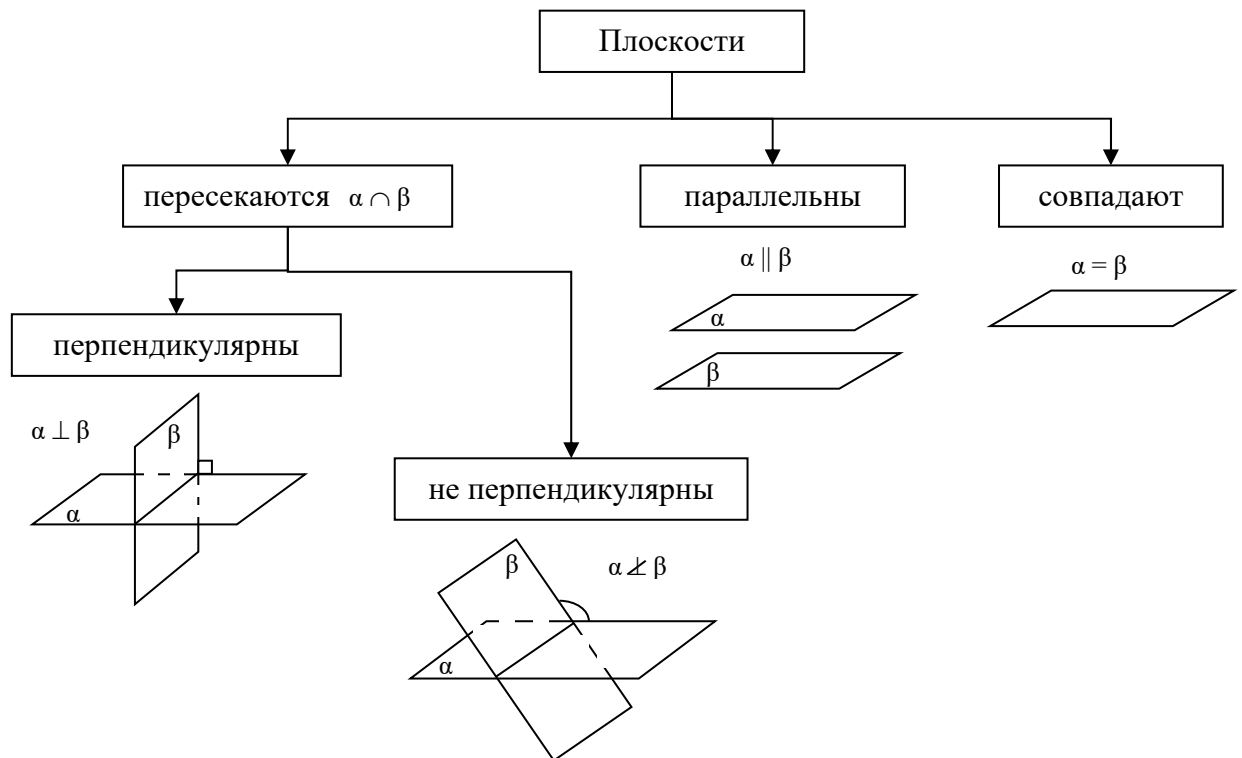 Плоскости
пересекаются α ∩ β
параллельны
совпадают
α || β
α = β
α
β
перпендикулярны
α ⊥ β
β
α
не перпендикулярны
β
α ⊥̸ β
α